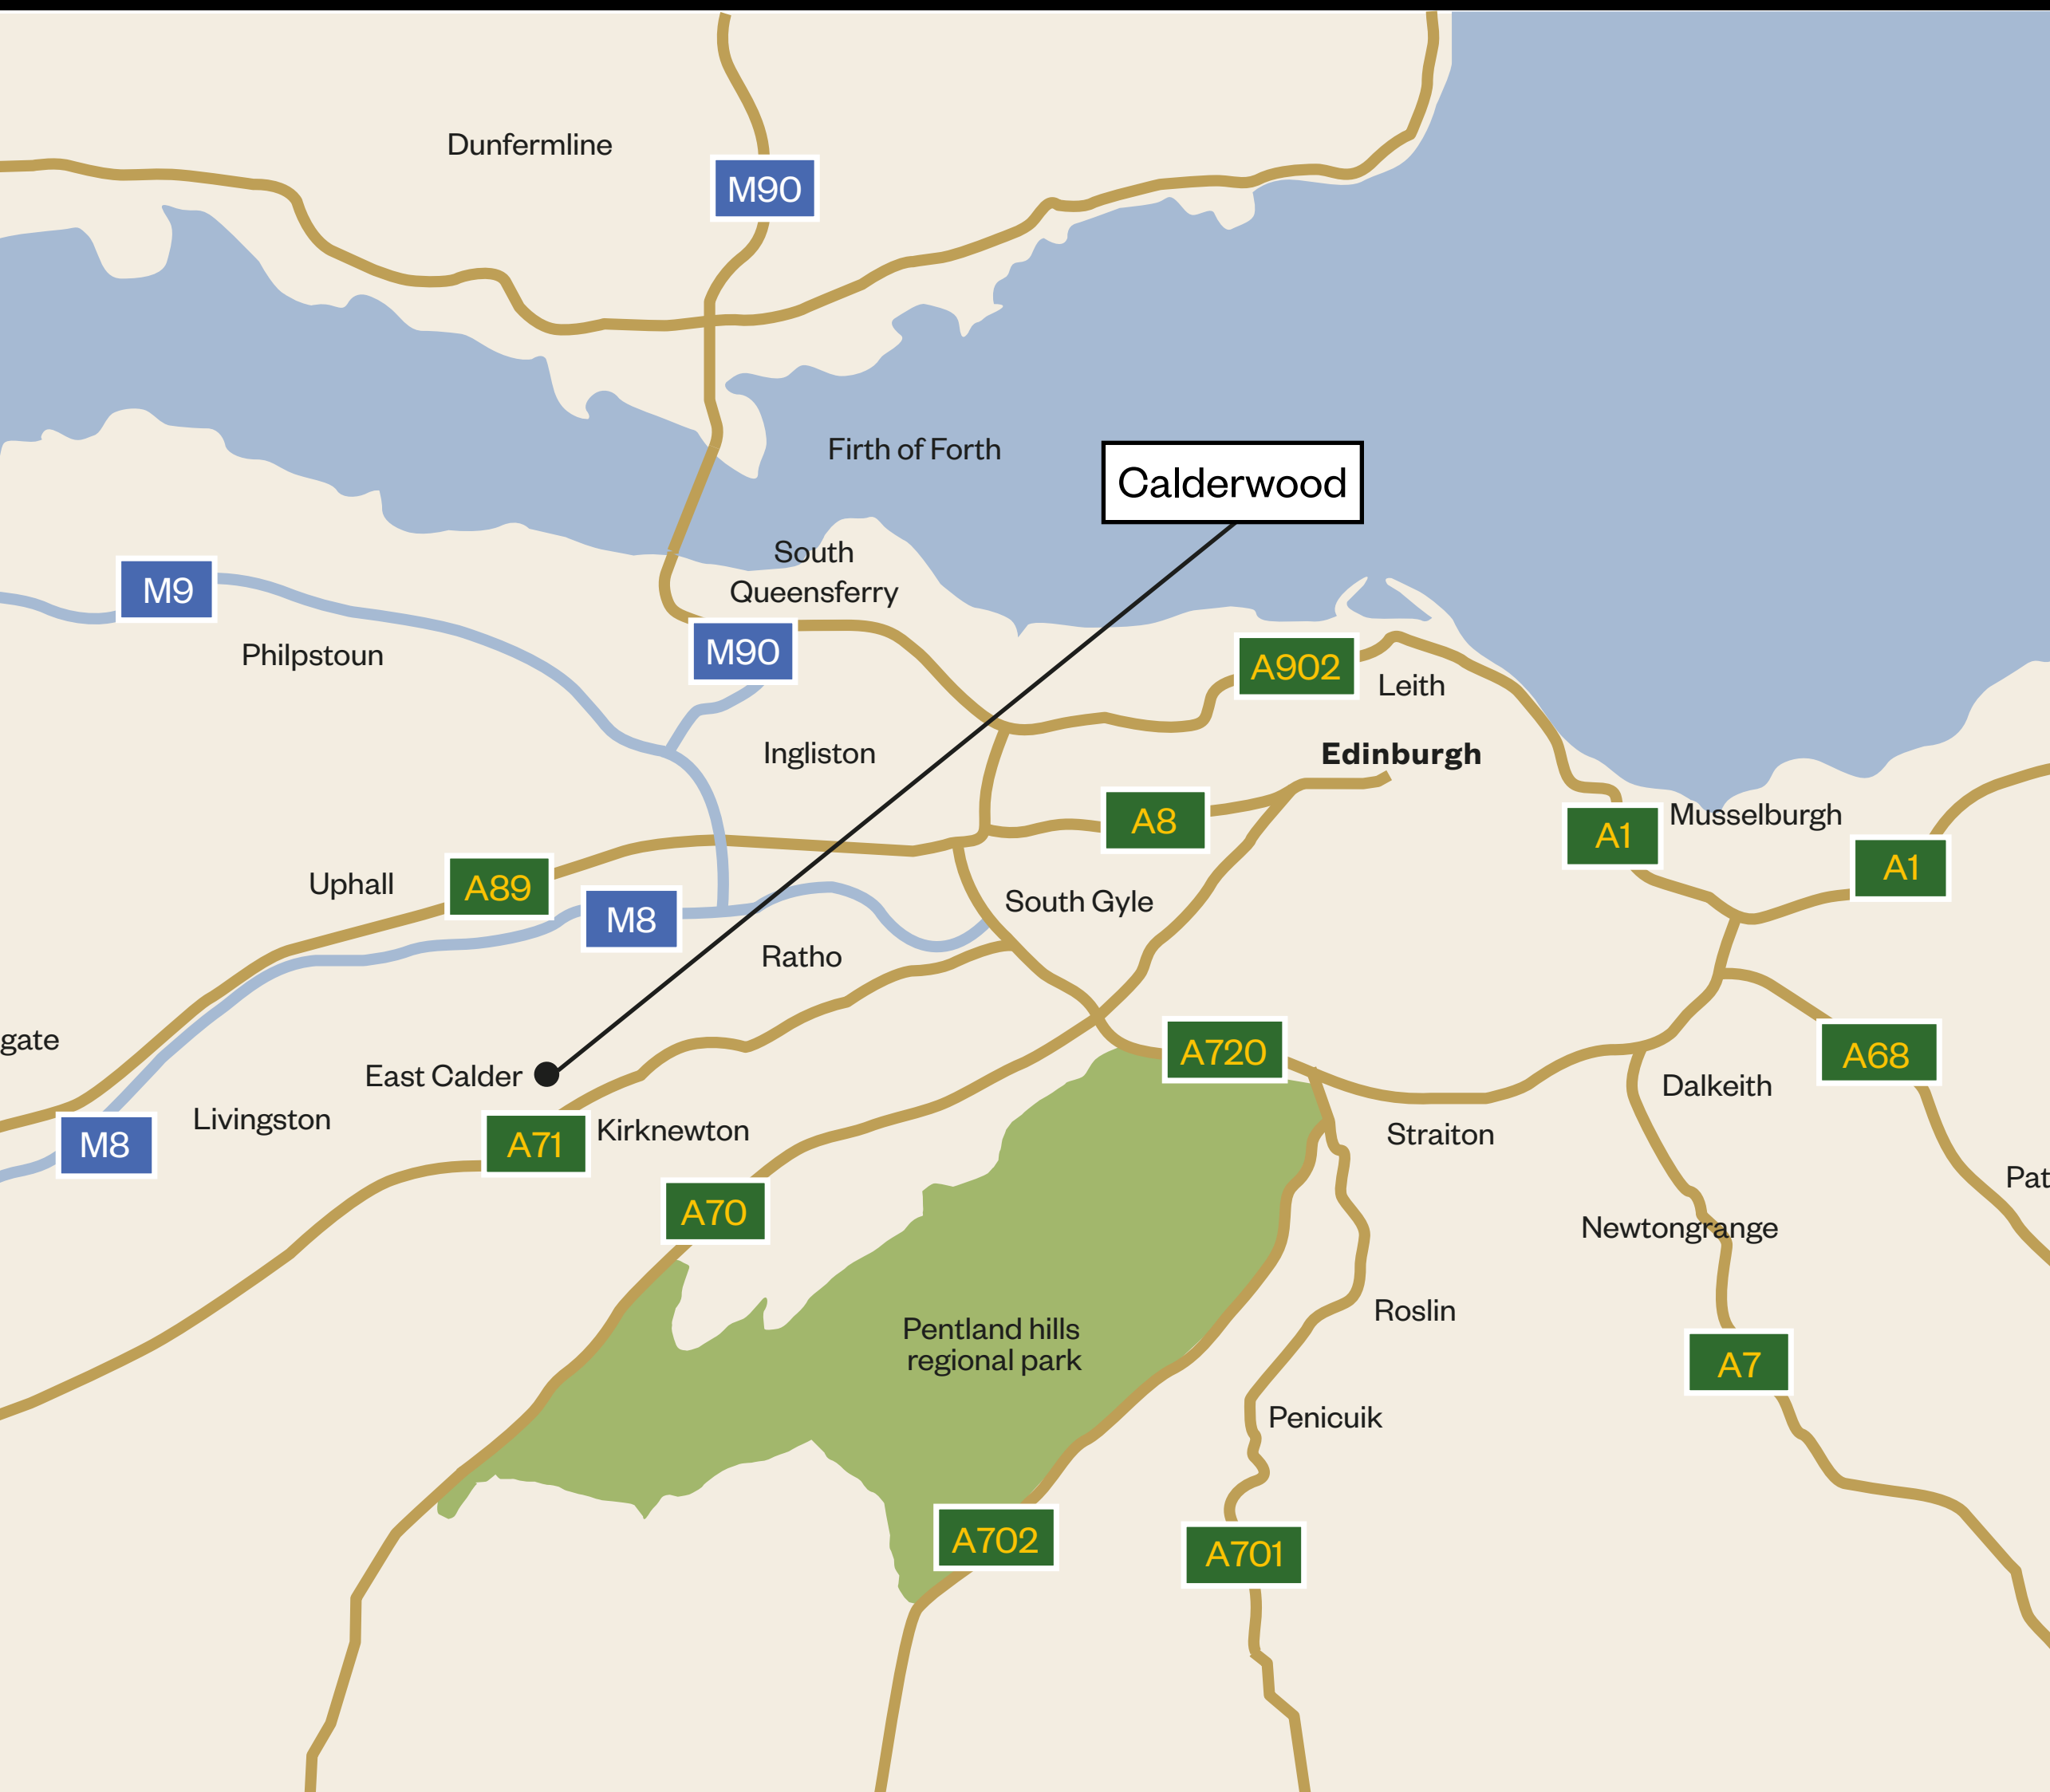 Dunfermline
M90
Firth of Forth
Calderwood
South
Queensferry
M9
Philpstoun
M90
A902
Leith
Ingliston
Edinburgh
A8
Musselburgh
A1
A1
Uphall
A89
M8
South Gyle
Ratho
gate
East Calder
A720
A68
Livingston
Dalkeith
M8
A71
Kirknewton
Straiton
Pat
A70
Newtongrange
Roslin
Pentland hills
regional park
A7
Penicuik
A702
A701